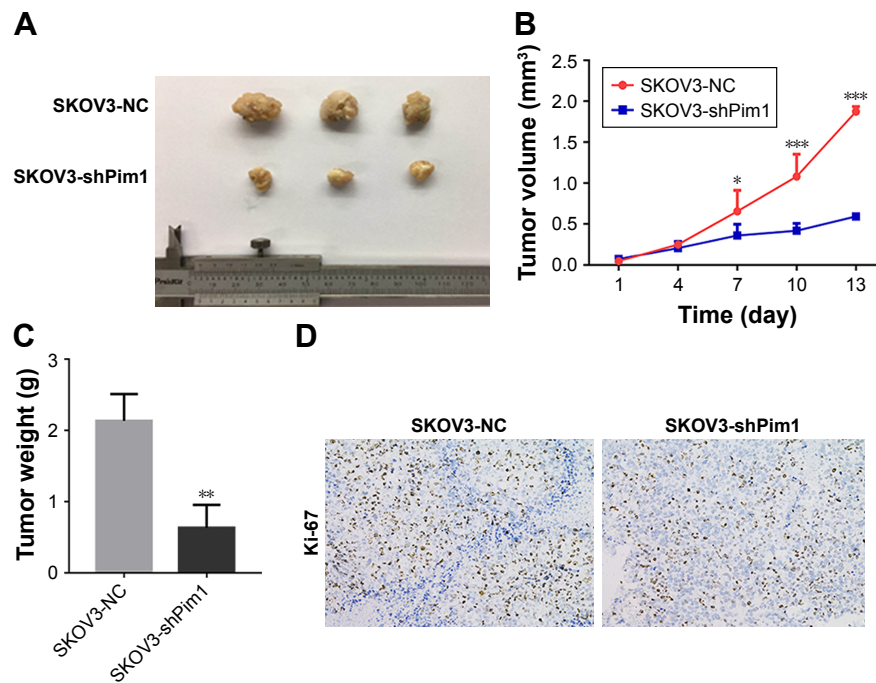 A
SKOV3-NC
SKOV3-shPim1
B
Tumor volume (mm³)
2.5
2.0
1.5
1.0
0.5
0.0
SKOV3-NC
SKOV3-shPim1
*
***
***
1 4 7 10 13
Time (day)
C
Tumor weight (g)
3
2
1
0
**
SKOV3-NC
SKOV3-shPim1
D
SKOV3-NC SKOV3-shPim1
Ki-67